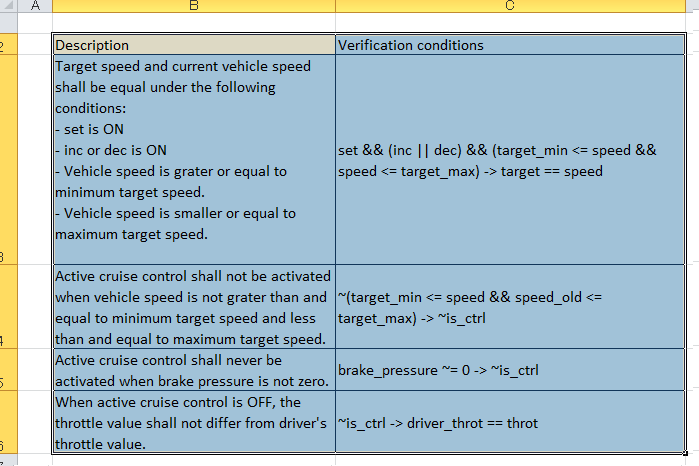 A
B
C
2
Description
Verification conditions
3
Target speed and current vehicle speed
shall be equal under the following
conditions:
- set is ON
- inc or dec is ON
- Vehicle speed is grater or equal to
minimum target speed.
- Vehicle speed is smaller or equal to
maximum target speed.
set && (inc || dec) && (target_min <= speed &&
speed <= target_max) -> target == speed
4
Active cruise control shall not be activated
when vehicle speed is not grater than and
equal to minimum target speed and less
than and equal to maximum target speed.
~(target_min <= speed && speed_old <=
target_max) -> ~is_ctrl
5
Active cruise control shall never be
activated when brake pressure is not zero.
brake_pressure ~= 0 -> ~is_ctrl
6
When active cruise control is OFF, the
throttle value shall not differ from driver's
throttle value.
~is_ctrl -> driver_throt == throt